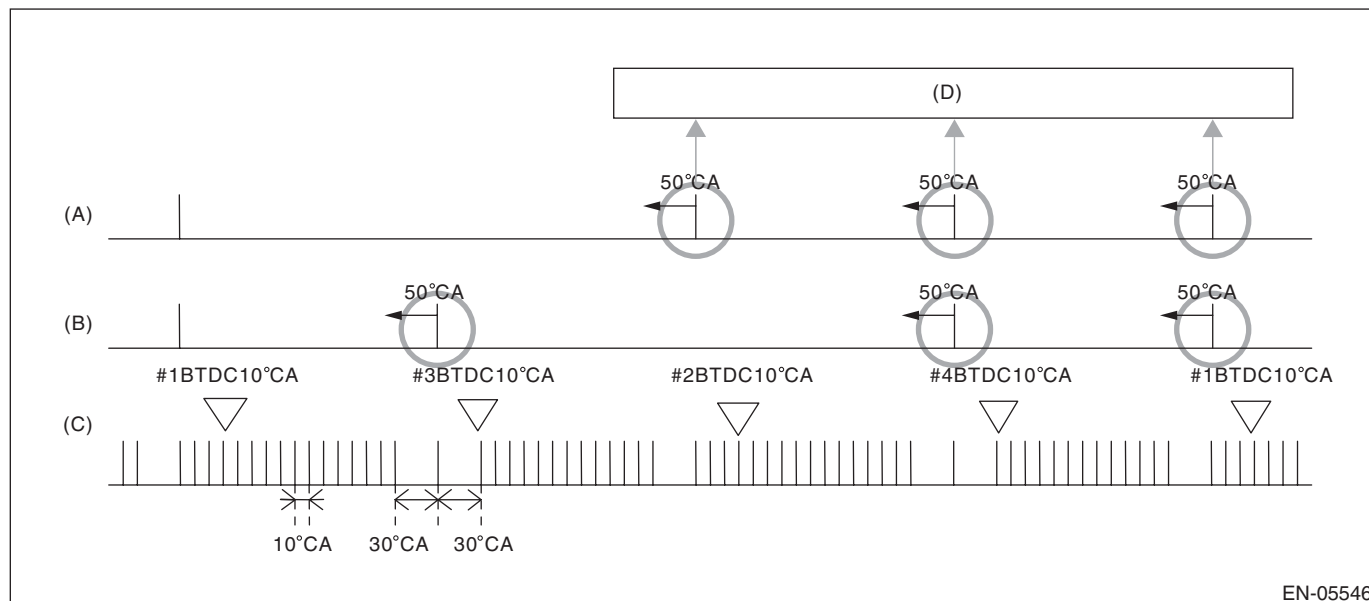 (D)
50°CA 50°CA 50°CA
(A)
50°CA 50°CA 50°CA
(B)
#1BTDC10°CA #3BTDC10°CA #2BTDC10°CA #4BTDC10°CA #1BTDC10°CA
(C)
10°CA 30°CA 30°CA
EN-05546